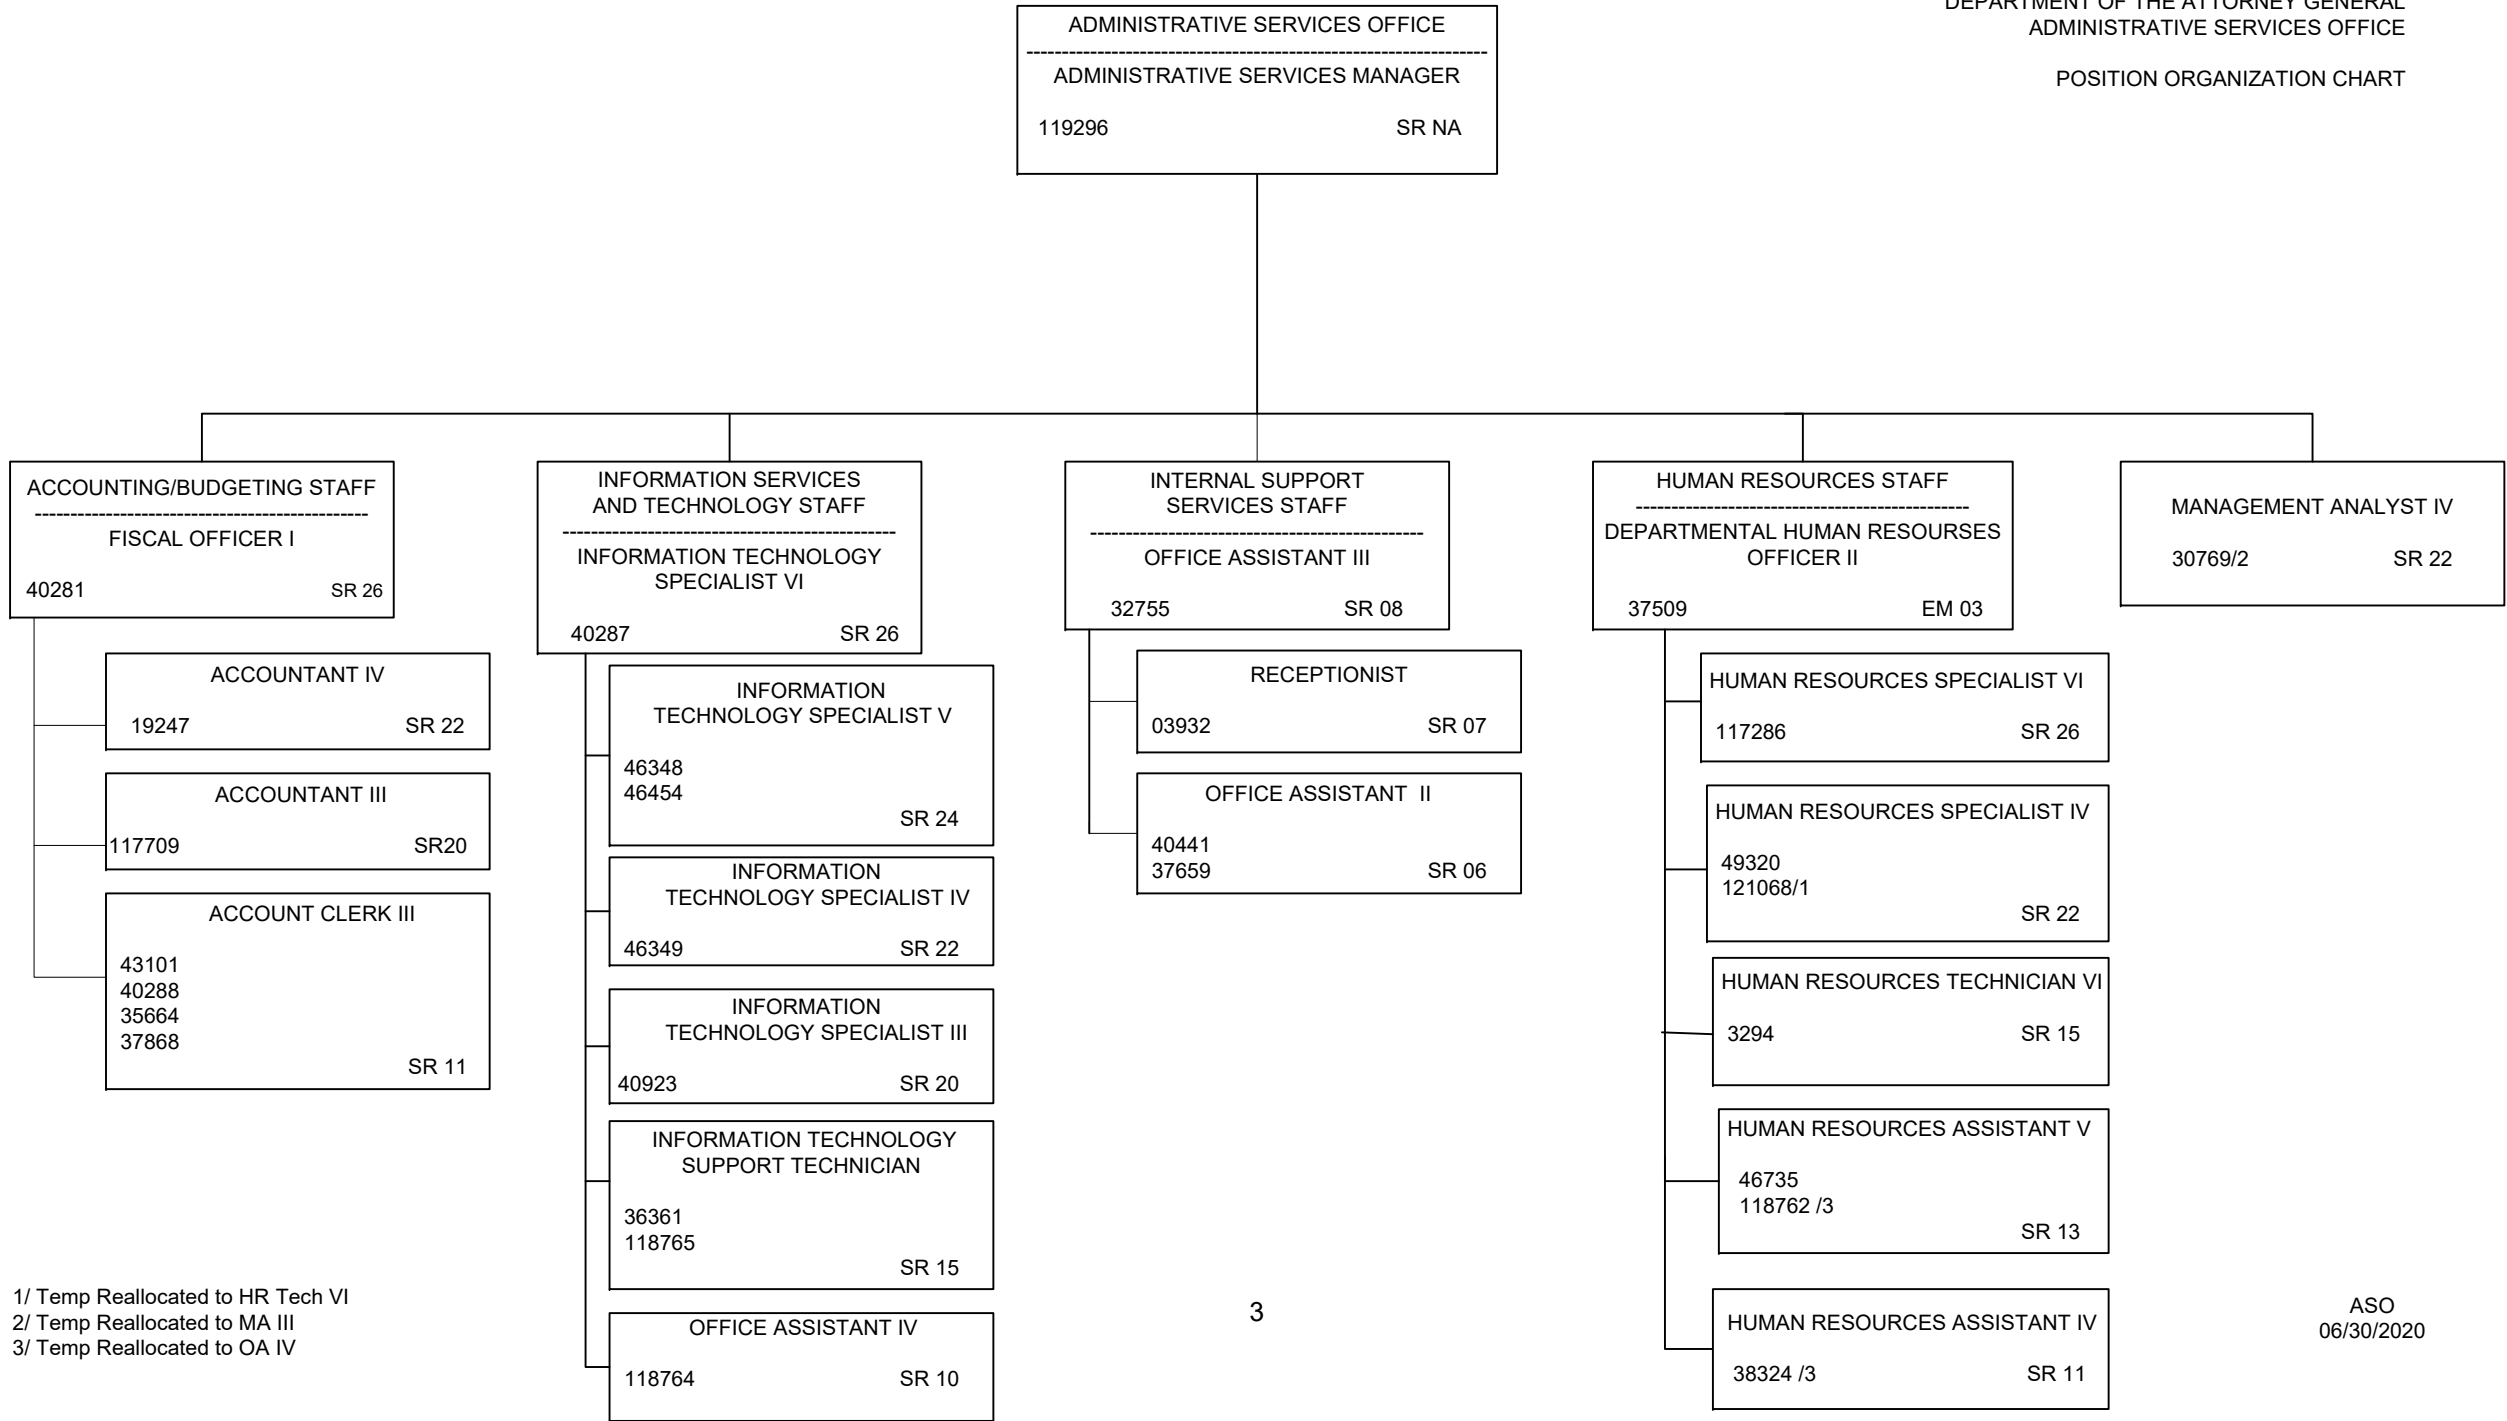 DEPARTMENT OF THE ATTORNEY GENERAL
ADMINISTRATIVE SERVICES OFFICE
POSITION ORGANIZATION CHART
ADMINISTRATIVE SERVICES OFFICE
ADMINISTRATIVE SERVICES MANAGER
119296 SR NA
ACCOUNTING/BUDGETING STAFF
FISCAL OFFICER I
40281 SR 26
ACCOUNTANT IV
19247 SR 22
ACCOUNTANT III
117709 SR20
ACCOUNT CLERK III
43101
40288
35664
37868
SR 11
INFORMATION SERVICES
AND TECHNOLOGY STAFF
INFORMATION TECHNOLOGY
SPECIALIST VI
40287 SR 26
INFORMATION
TECHNOLOGY SPECIALIST V
46348
46454
SR 24
INFORMATION
TECHNOLOGY SPECIALIST IV
46349 SR 22
INFORMATION
TECHNOLOGY SPECIALIST III
40923 SR 20
INFORMATION TECHNOLOGY
SUPPORT TECHNICIAN
36361
118765
SR 15
OFFICE ASSISTANT IV
118764 SR 10
INTERNAL SUPPORT
SERVICES STAFF
OFFICE ASSISTANT III
32755 SR 08
RECEPTIONIST
03932 SR 07
OFFICE ASSISTANT II
40441
37659 SR 06
HUMAN RESOURCES STAFF
DEPARTMENTAL HUMAN RESOURSES
OFFICER II
37509 EM 03
HUMAN RESOURCES SPECIALIST VI
117286 SR 26
HUMAN RESOURCES SPECIALIST IV
49320
121068/1
SR 22
HUMAN RESOURCES TECHNICIAN VI
3294 SR 15
HUMAN RESOURCES ASSISTANT V
46735
118762 /3
SR 13
HUMAN RESOURCES ASSISTANT IV
38324 /3 SR 11
MANAGEMENT ANALYST IV
30769/2 SR 22
1/ Temp Reallocated to HR Tech VI
2/ Temp Reallocated to MA III
3/ Temp Reallocated to OA IV
3
ASO
06/30/2020